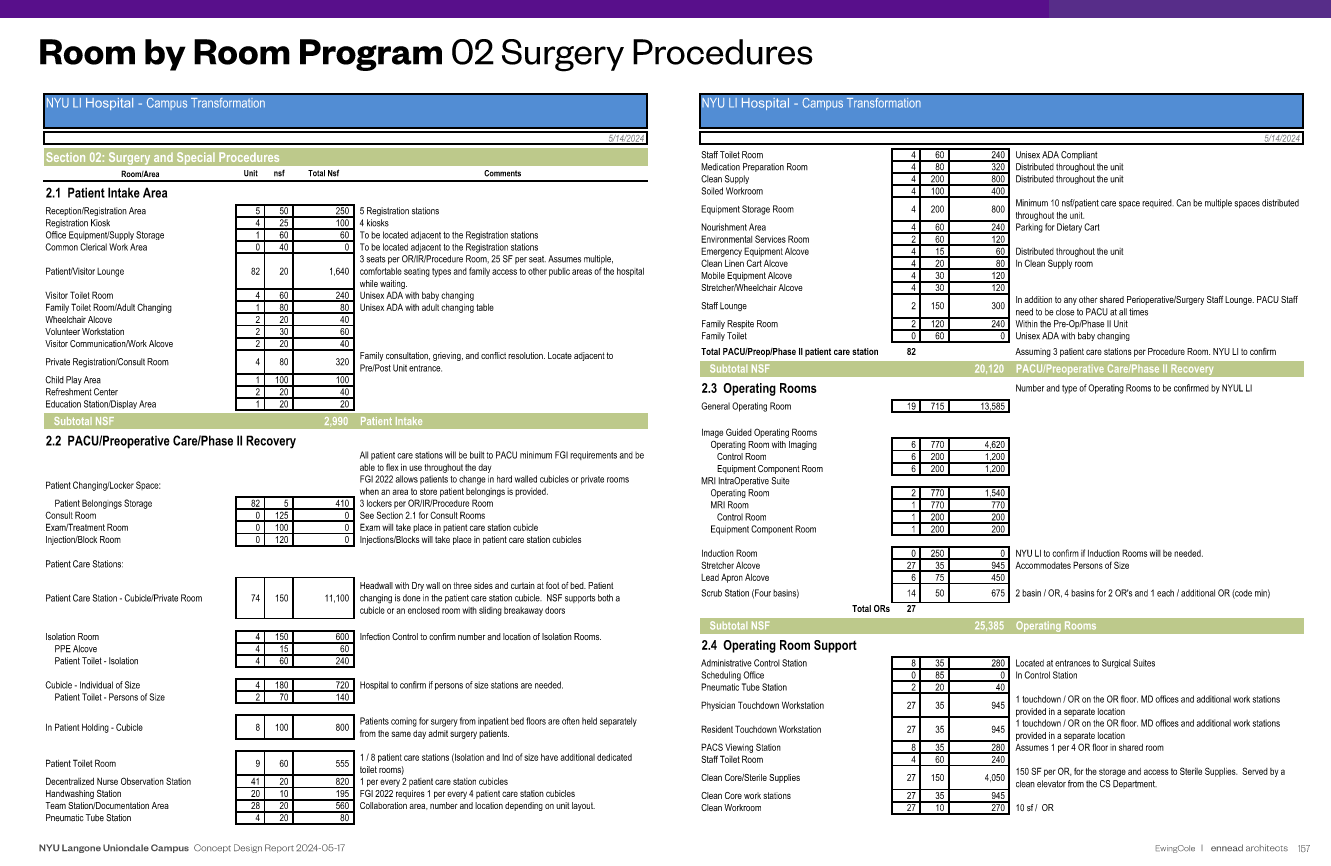 Room by Room Program 02 Surgery Procedures
NYU LI Hospital - Campus Transformation
5/14/2024
Section 02: Surgery and Special Procedures
Room/Area Unit nsf Total Nsf Comments
2.1 Patient Intake Area
Reception/Registration Area 5 50 250 5 Registration stations
Registration Kiosk 4 25 100 4 kiosks
Office Equipment/Supply Storage 1 60 60 To be located adjacent to the Registration stations
Common Clerical Work Area 0 40 0 To be located adjacent to the Registration stations
3 seats per OR/IR/Procedure Room, 25 SF per seat. Assumes multiple,
Patient/Visitor Lounge 82 20 1,640 comfortable seating types and family access to other public areas of the hospital
while waiting.
Visitor Toilet Room 4 60 240 Unisex ADA with baby changing
Family Toilet Room/Adult Changing 1 80 80 Unisex ADA with adult changing table
Wheelchair Alcove 2 20 40
Volunteer Workstation 2 30 60
Visitor Communication/Work Alcove 2 20 40
Private Registration/Consult Room 4 80 320 Family consultation, grieving, and conflict resolution. Locate adjacent to
Pre/Post Unit entrance.
Child Play Area 1 100 100
Refreshment Center 2 20 40
Education Station/Display Area 1 20 20
Subtotal NSF 2,990 Patient Intake
2.2 PACU/Preoperative Care/Phase II Recovery
All patient care stations will be built to PACU minimum FGI requirements and be
able to flex in use throughout the day
Patient Changing/Locker Space: FGI 2022 allows patients to change in hard walled cubicles or private rooms
when an area to store patient belongings is provided.
Patient Belongings Storage 82 5 410 3 lockers per OR/IR/Procedure Room
Consult Room 0 125 0 See Section 2.1 for Consult Rooms
Exam/Treatment Room 0 100 0 Exam will take place in patient care station cubicle
Injection/Block Room 0 120 0 Injections/Blocks will take place in patient care station cubicles
Patient Care Stations:
Headwall with Dry wall on three sides and curtain at foot of bed. Patient
Patient Care Station - Cubicle/Private Room 74 150 11,100 changing is done in the patient care station cubicle. NSF supports both a
cubicle or an enclosed room with sliding breakaway doors
Isolation Room 4 150 600 Infection Control to confirm number and location of Isolation Rooms.
PPE Alcove 4 15 60
Patient Toilet - Isolation 4 60 240
Cubicle - Individual of Size 4 180 720 Hospital to confirm if persons of size stations are needed.
Patient Toilet - Persons of Size 2 70 140
In Patient Holding - Cubicle 8 100 800 Patients coming for surgery from inpatient bed floors are often held separately
from the same day admit surgery patients.
Patient Toilet Room 9 60 555 1 / 8 patient care stations (Isolation and Ind of size have additional dedicated
toilet rooms)
Decentralized Nurse Observation Station 41 20 820 1 per every 2 patient care station cubicles
Handwashing Station 20 10 195 FGI 2022 requires 1 per every 4 patient care station cubicles
Team Station/Documentation Area 28 20 560 Collaboration area, number and location depending on unit layout.
Pneumatic Tube Station 4 20 80
NYU LI Hospital - Campus Transformation
5/14/2024
Staff Toilet Room 4 60 240 Unisex ADA Compliant
Medication Preparation Room 4 80 320 Distributed throughout the unit
Clean Supply 4 200 800 Distributed throughout the unit
Soiled Workroom 4 100 400
Equipment Storage Room 4 200 800 Minimum 10 nsf/patient care space required. Can be multiple spaces distributed
throughout the unit.
Nourishment Area 4 60 240 Parking for Dietary Cart
Environmental Services Room 2 60 120
Emergency Equipment Alcove 4 15 60 Distributed throughout the unit
Clean Linen Cart Alcove 4 20 80 In Clean Supply room
Mobile Equipment Alcove 4 30 120
Stretcher/Wheelchair Alcove 4 30 120
Staff Lounge 2 150 300 In addition to any other shared Perioperative/Surgery Staff Lounge. PACU Staff
need to be close to PACU at all times
Family Respite Room 2 120 240 Within the Pre-Op/Phase II Unit
Family Toilet 0 60 0 Unisex ADA with baby changing
Total PACU/Preop/Phase II patient care station 82 Assuming 3 patient care stations per Procedure Room. NYU LI to confirm
Subtotal NSF 20,120 PACU/Preoperative Care/Phase II Recovery
2.3 Operating Rooms Number and type of Operating Rooms to be confirmed by NYUL LI
General Operating Room 19 715 13,585
Image Guided Operating Rooms
Operating Room with Imaging 6 770 4,620
Control Room 6 200 1,200
Equipment Component Room 6 200 1,200
MRI IntraOperative Suite
Operating Room 2 770 1,540
MRI Room 1 770 770
Control Room 1 200 200
Equipment Component Room 1 200 200
Induction Room 0 250 0 NYU LI to confirm if Induction Rooms will be needed.
Stretcher Alcove 27 35 945 Accommodates Persons of Size
Lead Apron Alcove 6 75 450
Scrub Station (Four basins) 14 50 675 2 basin / OR, 4 basins for 2 OR's and 1 each / additional OR (code min)
Total ORs 27
Subtotal NSF 25,385 Operating Rooms
2.4 Operating Room Support
Administrative Control Station 8 35 280 Located at entrances to Surgical Suites
Scheduling Office 0 85 0 In Control Station
Pneumatic Tube Station 2 20 40
Physician Touchdown Workstation 27 35 945 1 touchdown / OR on the OR floor. MD offices and additional work stations
provided in a separate location
Resident Touchdown Workstation 27 35 945 1 touchdown / OR on the OR floor. MD offices and additional work stations
provided in a separate location
PACS Viewing Station 8 35 280 Assumes 1 per 4 OR floor in shared room
Staff Toilet Room 4 60 240
Clean Core/Sterile Supplies 27 150 4,050 150 SF per OR, for the storage and access to Sterile Supplies. Served by a
clean elevator from the CS Department.
Clean Core work stations 27 35 945
Clean Workroom 27 10 270 10 sf / OR
NYU Langone Uniondale Campus Concept Design Report 2024-05-17
EwingCole | ennead architects 157